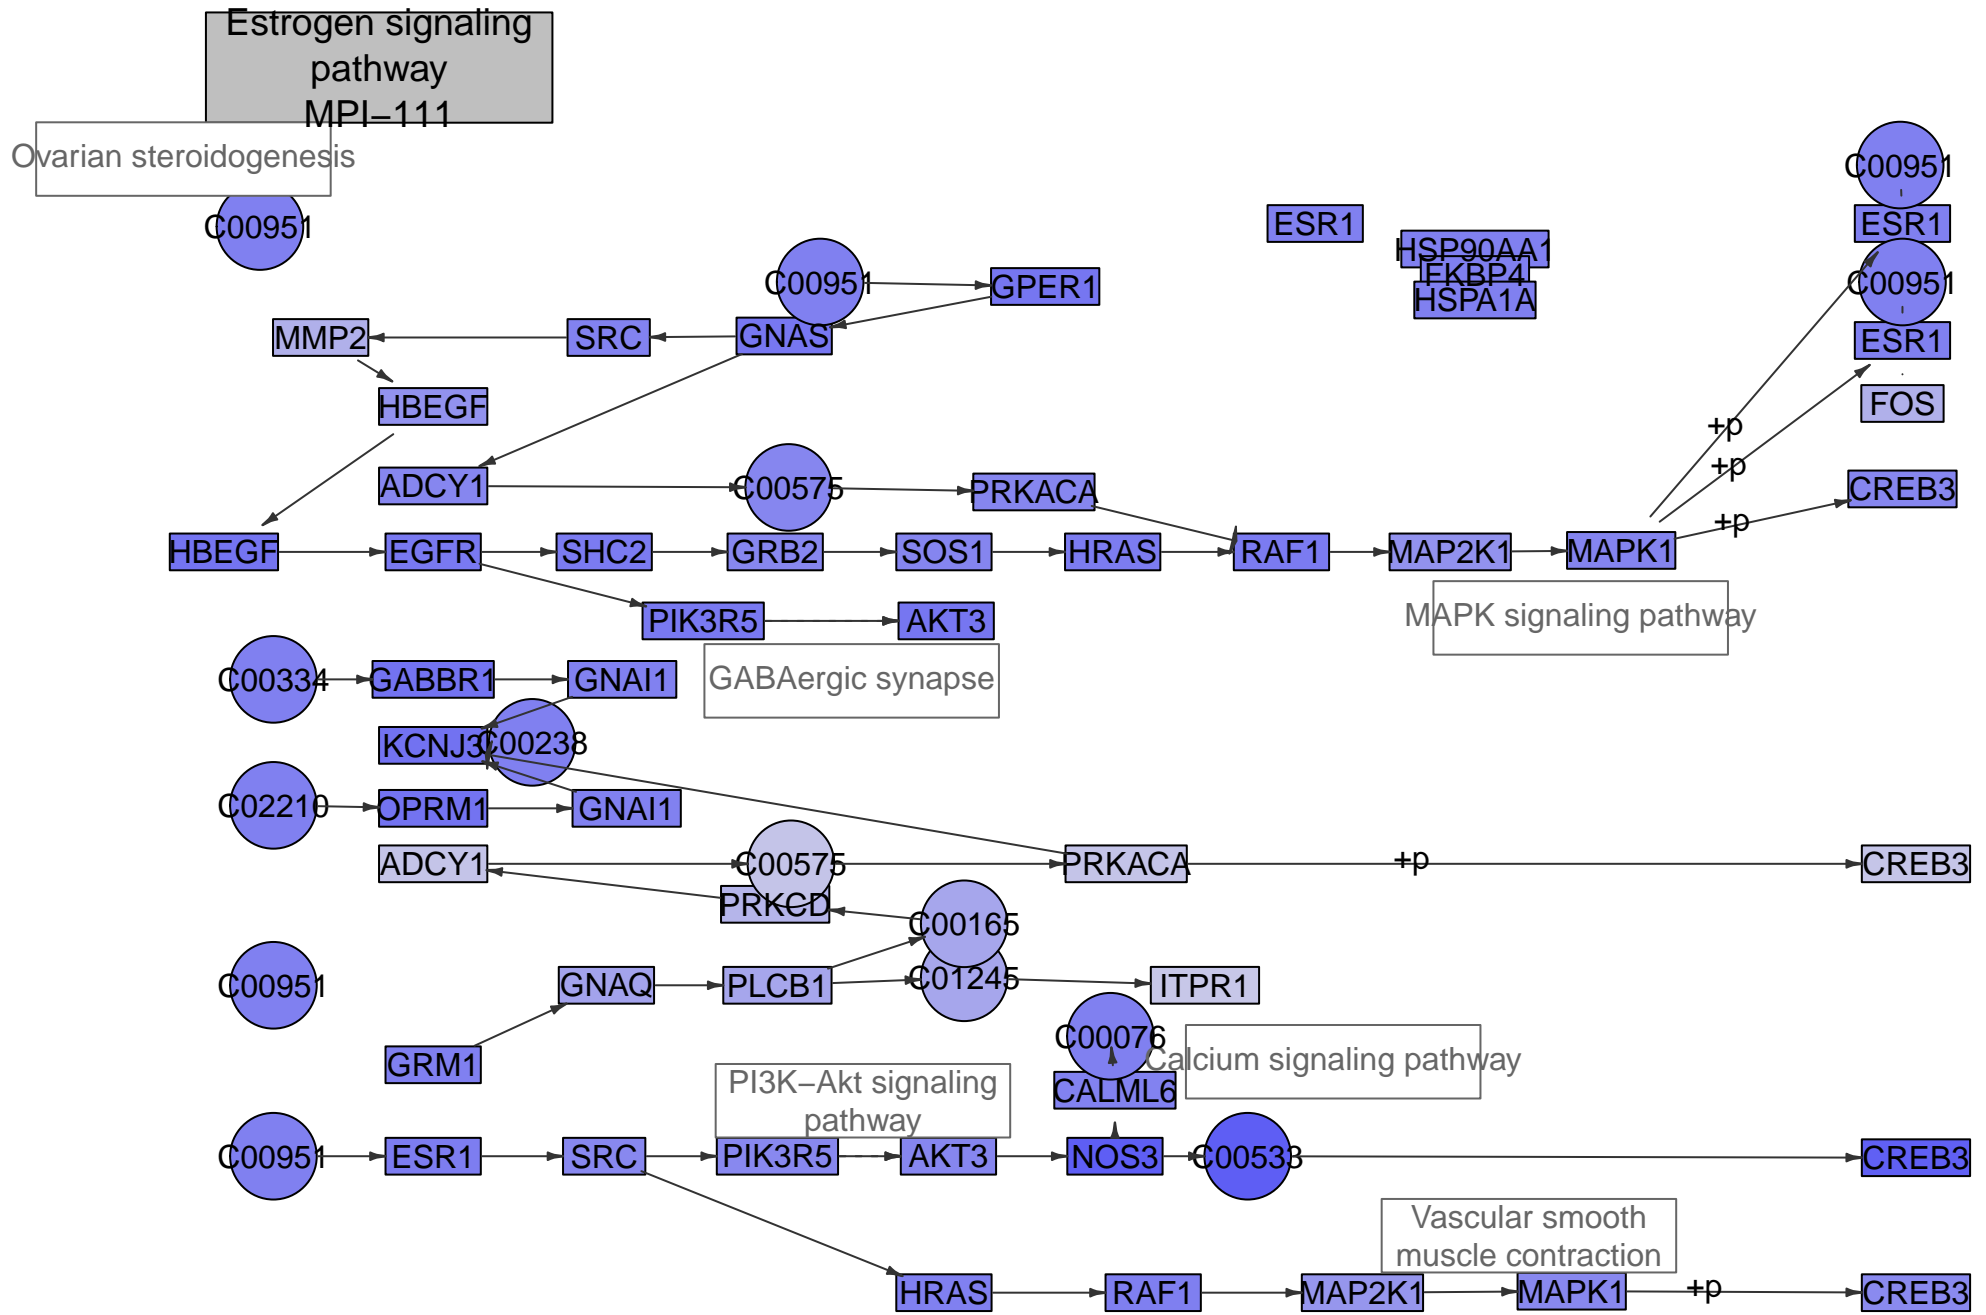 Estrogen signaling
pathway
MPI−111
Ovarian steroidogenesis
C00951
C00951
ESR1
ESR1
C00951
HSP90AA1
FKBP4
HSPA1A
C00951
GPER1
C00951
MMP2
SRC
GNAS
ESR1
HBEGF
FOS
+p
+p
ADCY1
C00575
PRKACA
CREB3
+p
HBEGF
EGFR
SHC2
GRB2
SOS1
HRAS
RAF1
MAP2K1
MAPK1
PIK3R5
AKT3
MAPK signaling pathway
C00334
GABBR1
GNAI1
GABAergic synapse
KCNJ3
C00238
C02210
OPRM1
GNAI1
ADCY1
C00575
PRKACA
+p
CREB3
PRKCD
C00165
C00951
GNAQ
PLCB1
C01245
ITPR1
C00076
Calcium signaling pathway
GRM1
PI3K−Akt signaling
pathway
CALML6
C00951
ESR1
SRC
PIK3R5
AKT3
NOS3
C00533
CREB3
Vascular smooth
muscle contraction
HRAS
RAF1
MAP2K1
MAPK1
+p
CREB3